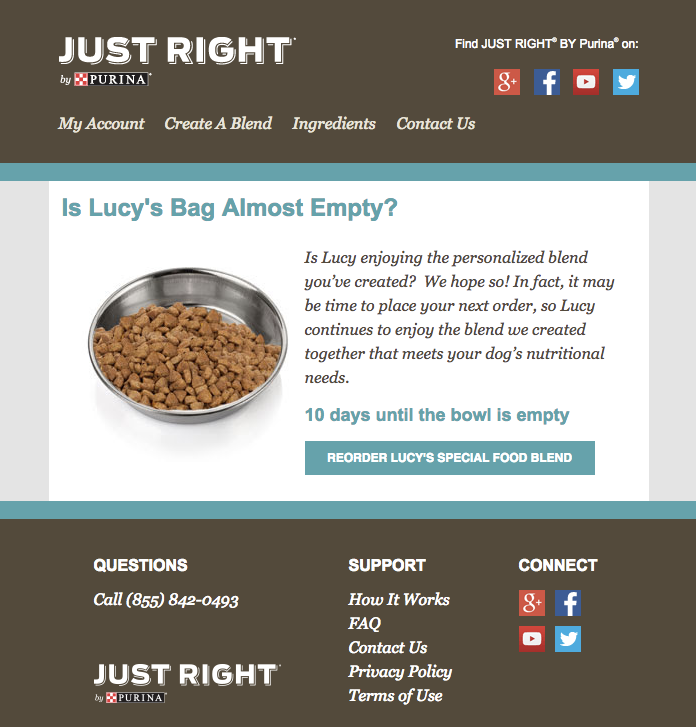 JUST RIGHT®
by PURINA®
Find JUST RIGHT® BY Purina® on:
g+ f
My Account Create A Blend Ingredients Contact Us
Is Lucy's Bag Almost Empty?
Is Lucy enjoying the personalized blend
you’ve created?  We hope so! In fact, it may
be time to place your next order, so Lucy
continues to enjoy the blend we created
together that meets your dog’s nutritional
needs.
10 days until the bowl is empty
REORDER LUCY'S SPECIAL FOOD BLEND
QUESTIONS
Call (855) 842-0493
JUST RIGHT®
by PURINA®
SUPPORT
How It Works
FAQ
Contact Us
Privacy Policy
Terms of Use
CONNECT
g+ f